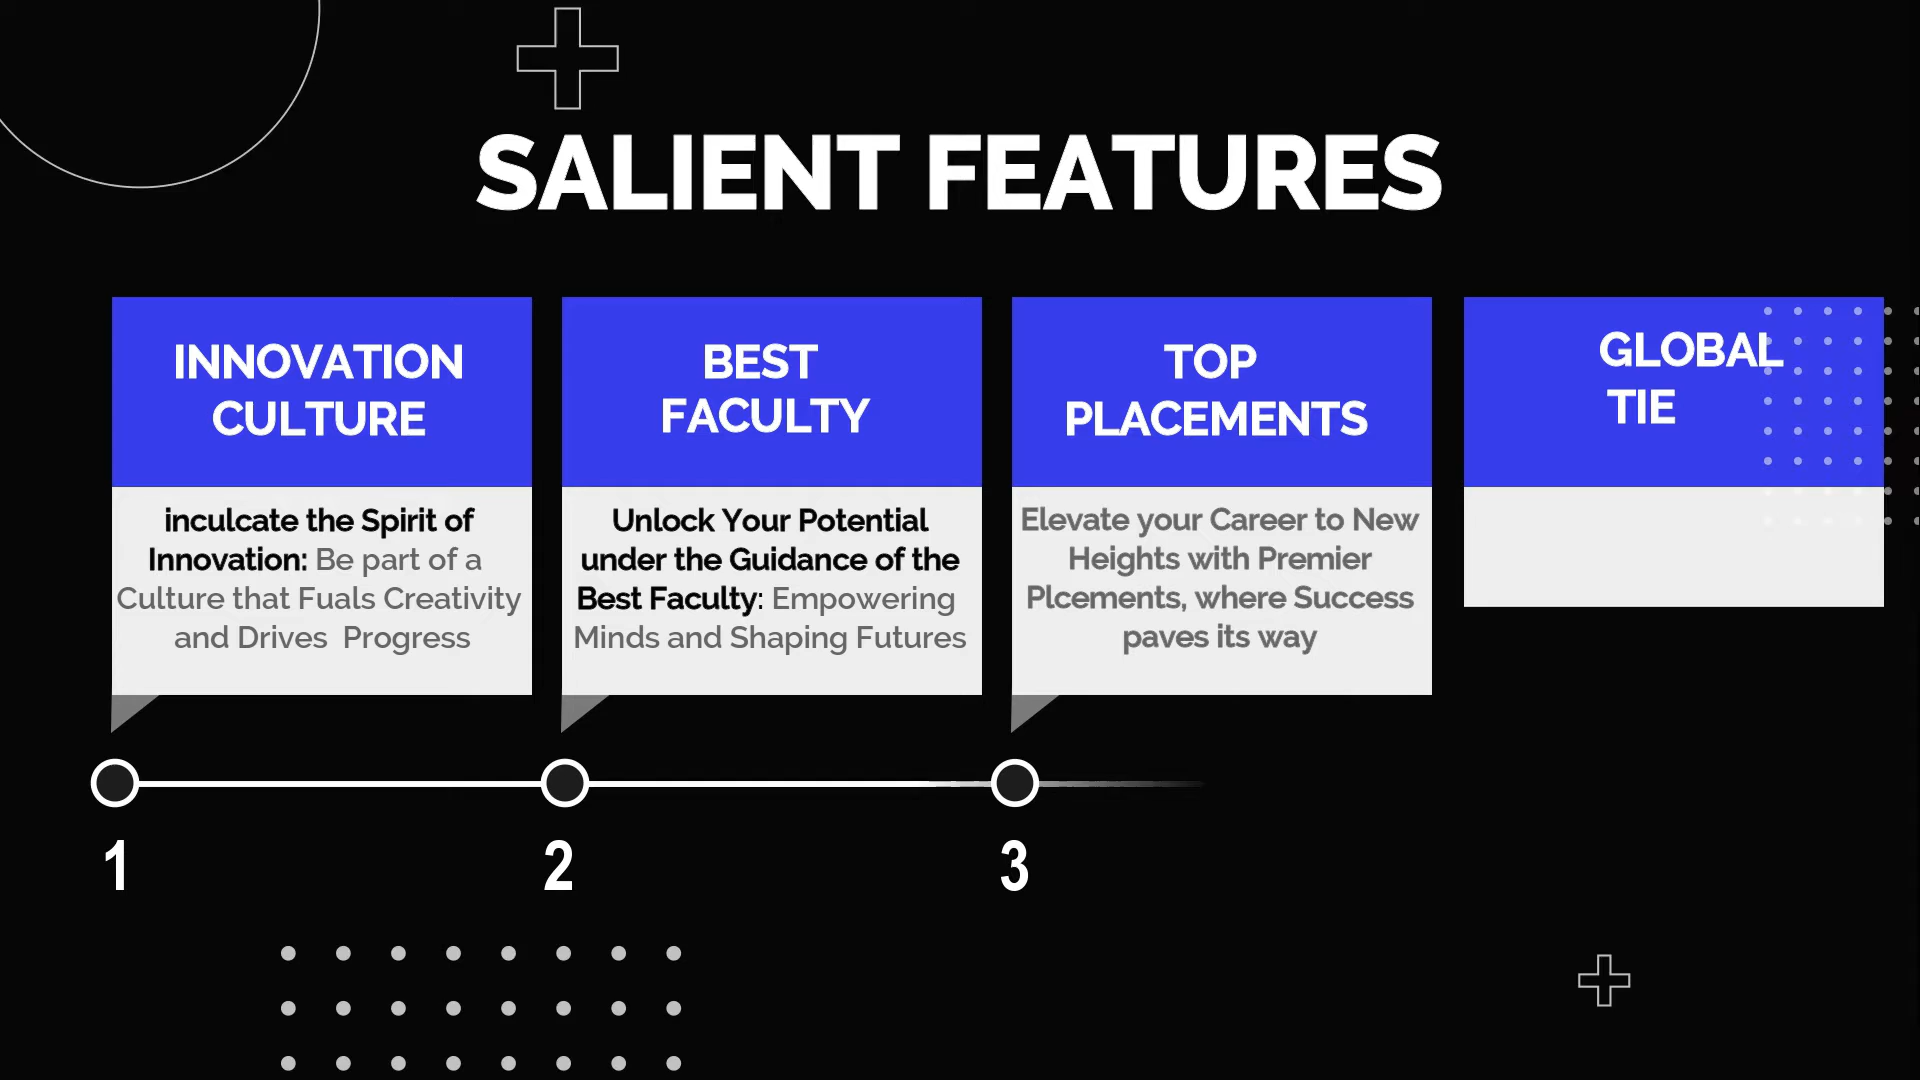 SALIENT FEATURES
INNOVATION
CULTURE
inculcate the Spirit of
Innovation: Be part of a
Culture that Fuals Creativity
and Drives  Progress
BEST
FACULTY
Unlock Your Potential
under the Guidance of the
Best Faculty: Empowering
Minds and Shaping Futures
TOP
PLACEMENTS
Elevate your Career to New
Heights with Premier
Plcements, where Success
paves its way
GLOBAL
TIE
1
2
3